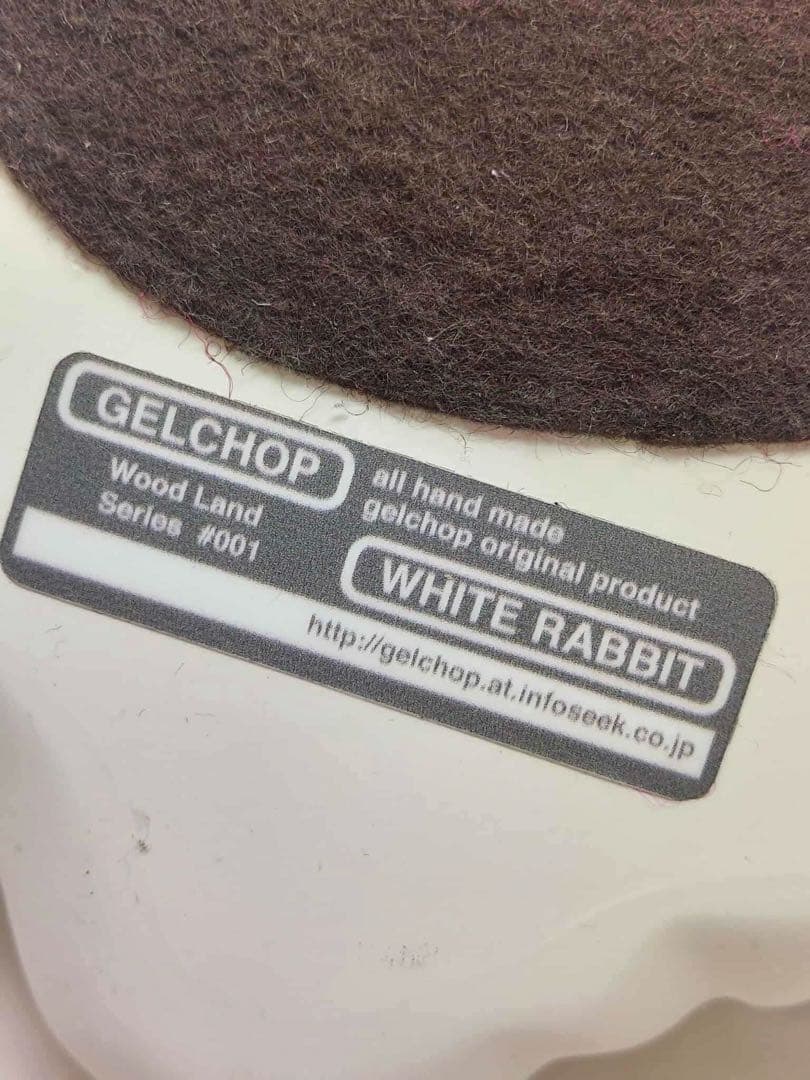 GELCHOP
Wood Land
Series #001
all hand made
gelchop original product
WHITE RABBIT
http://gelchop.at.infoseek.co.jp